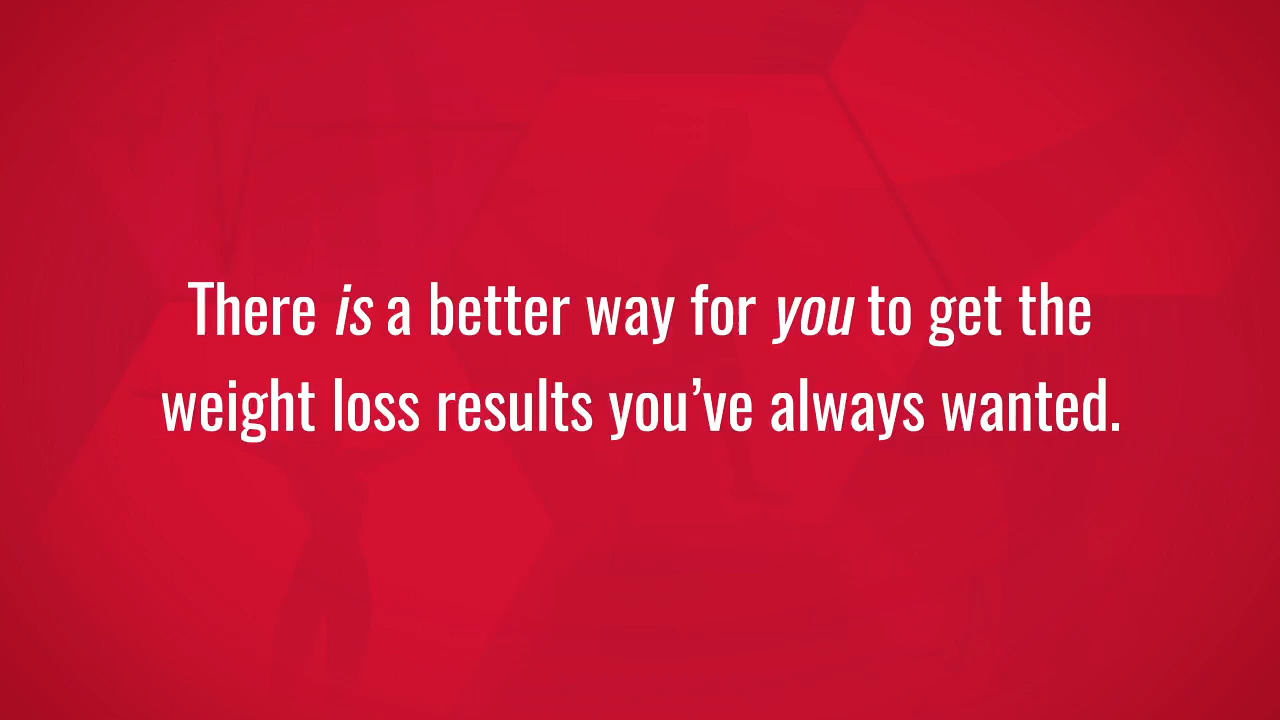 There is a better way for you to get the
weight loss results you’ve always wanted.